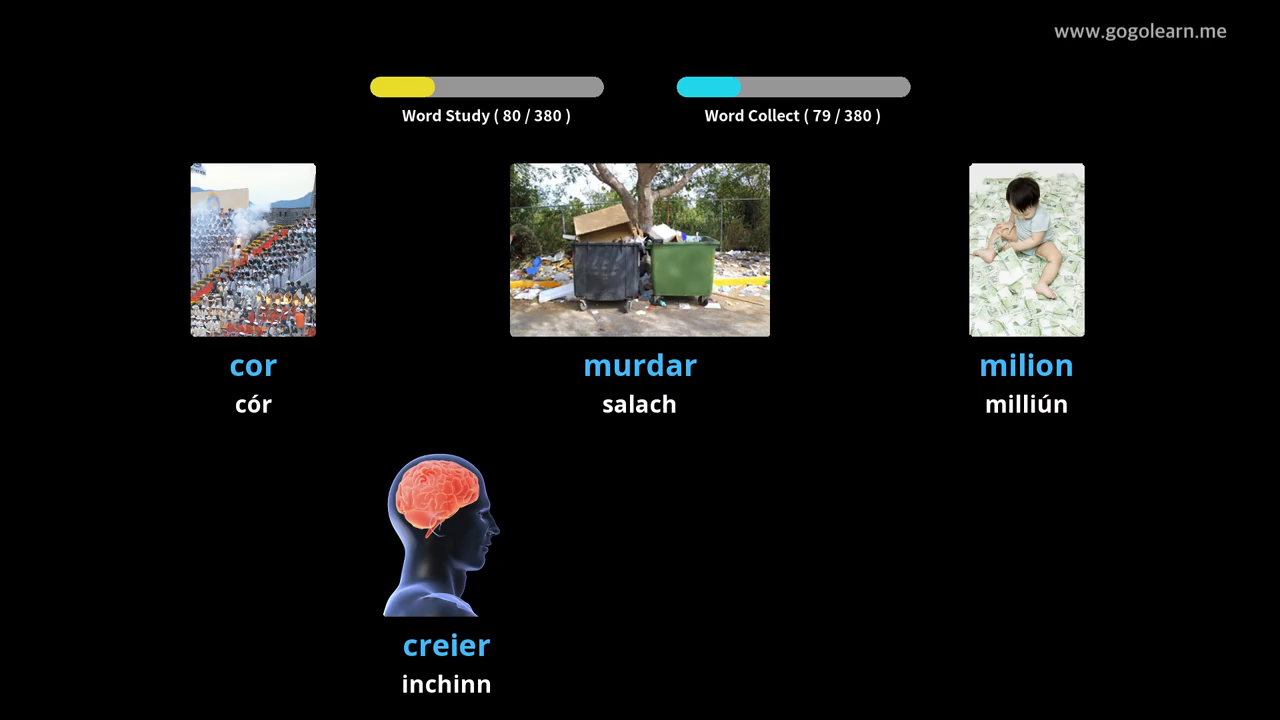 www.gogolearn.me
Word Study ( 80 / 380 )
Word Collect ( 79 / 380 )
cor
cór
murdar
salach
milion
milliún
creier
inchinn